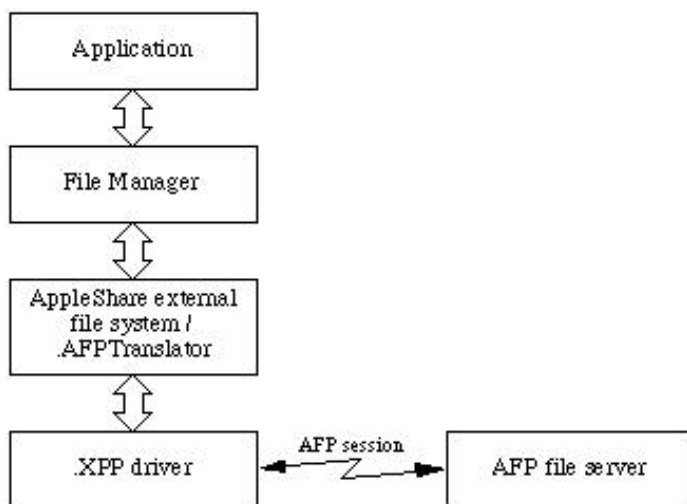 Application
File Manager
AppleShare external
file system /
.AFPTranslator
.XPP driver
AFP session
AFP file server